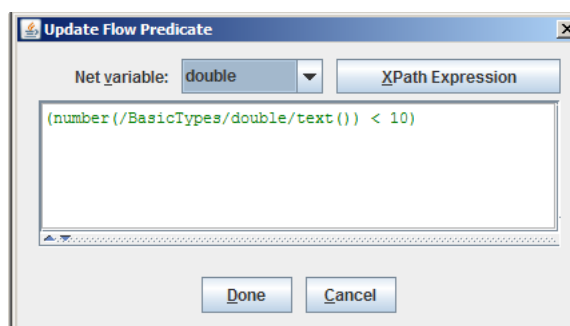 Update Flow Predicate
Net variable: double XPath Expression
(number(/BasicTypes/double/text()) < 10)
Done Cancel